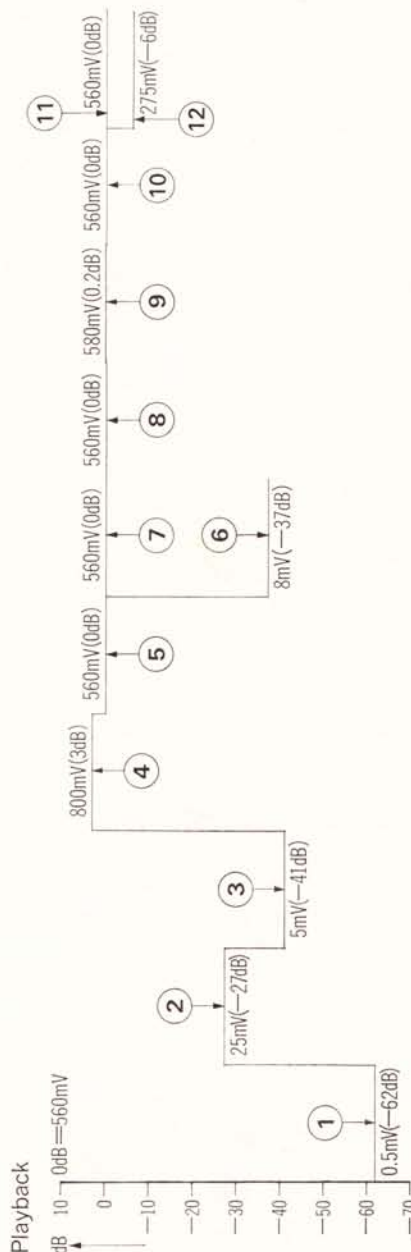 Playback
0dB=560mV
dB
10
0
−10
−20
−30
−40
−50
−60
−70
0.5mV(−62dB)
1
25mV(−27dB)
2
5mV(−41dB)
3
800mV(3dB)
4
560mV(0dB)
5
8mV(−37dB)
6
560mV(0dB)
7
560mV(0dB)
8
580mV(0.2dB)
9
560mV(0dB)
10
560mV(0dB)
11
275mV(−6dB)
12